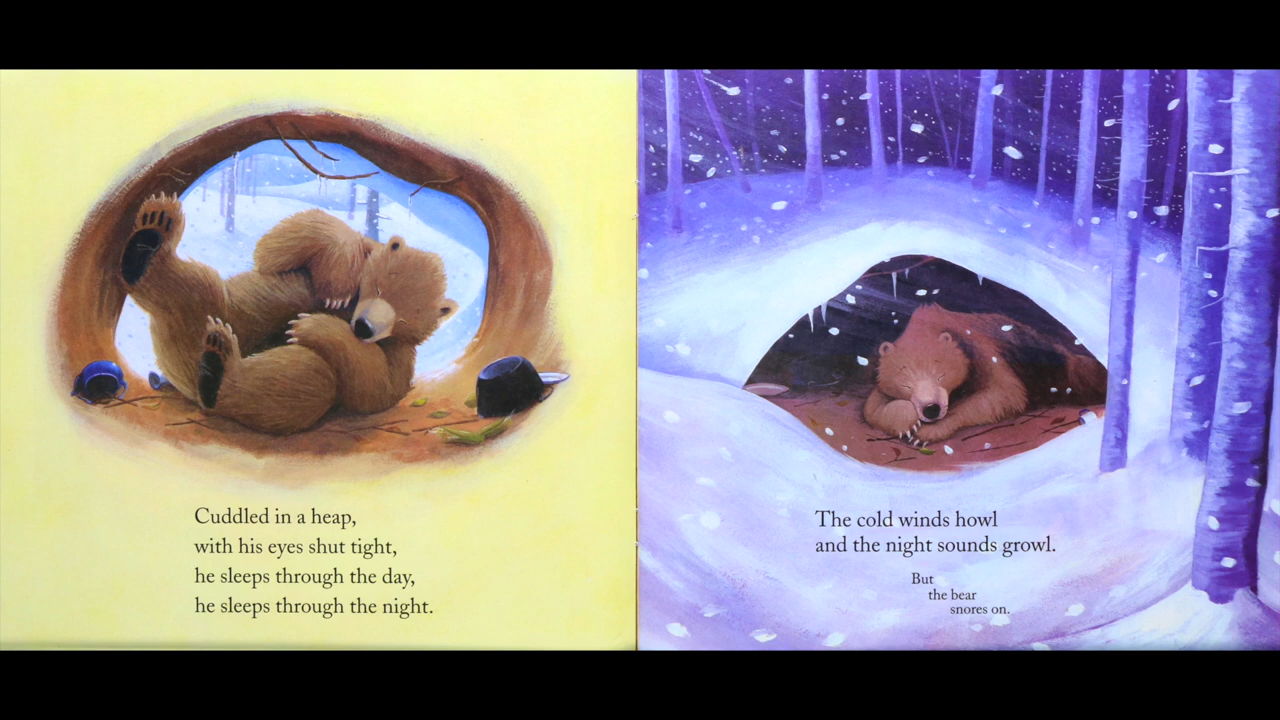 Cuddled in a heap,
with his eyes shut tight,
he sleeps through the day,
he sleeps through the night.
The cold winds howl
and the night sounds growl.
But
the bear
snores on.